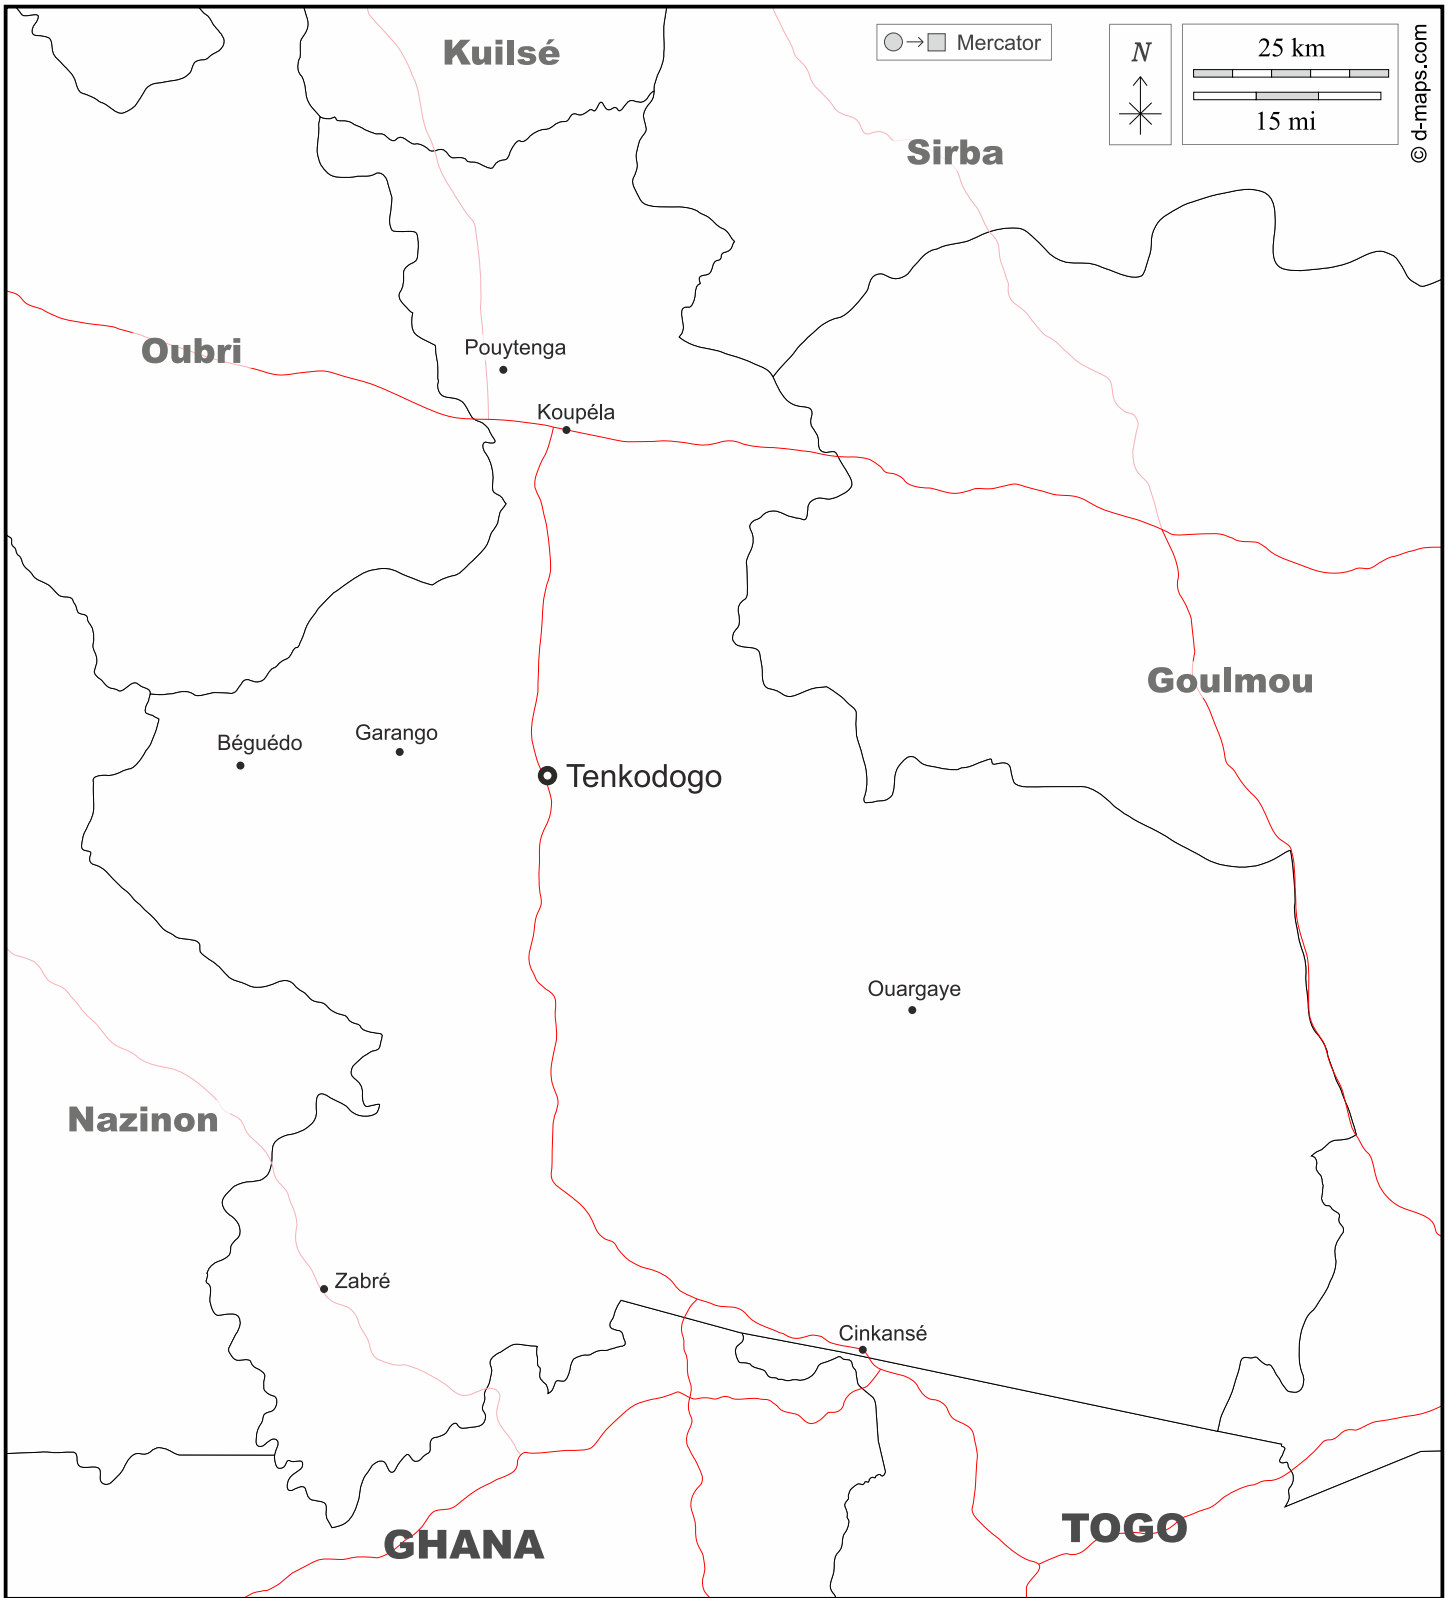 Kuilsé
Mercator
N
25 km
15 mi
© d-maps.com
Sirba
Oubri
Pouytenga
Koupéla
Goulmou
Béguédo
Garango
Tenkodogo
Ouargaye
Nazinon
Zabré
Cinkansé
GHANA
TOGO